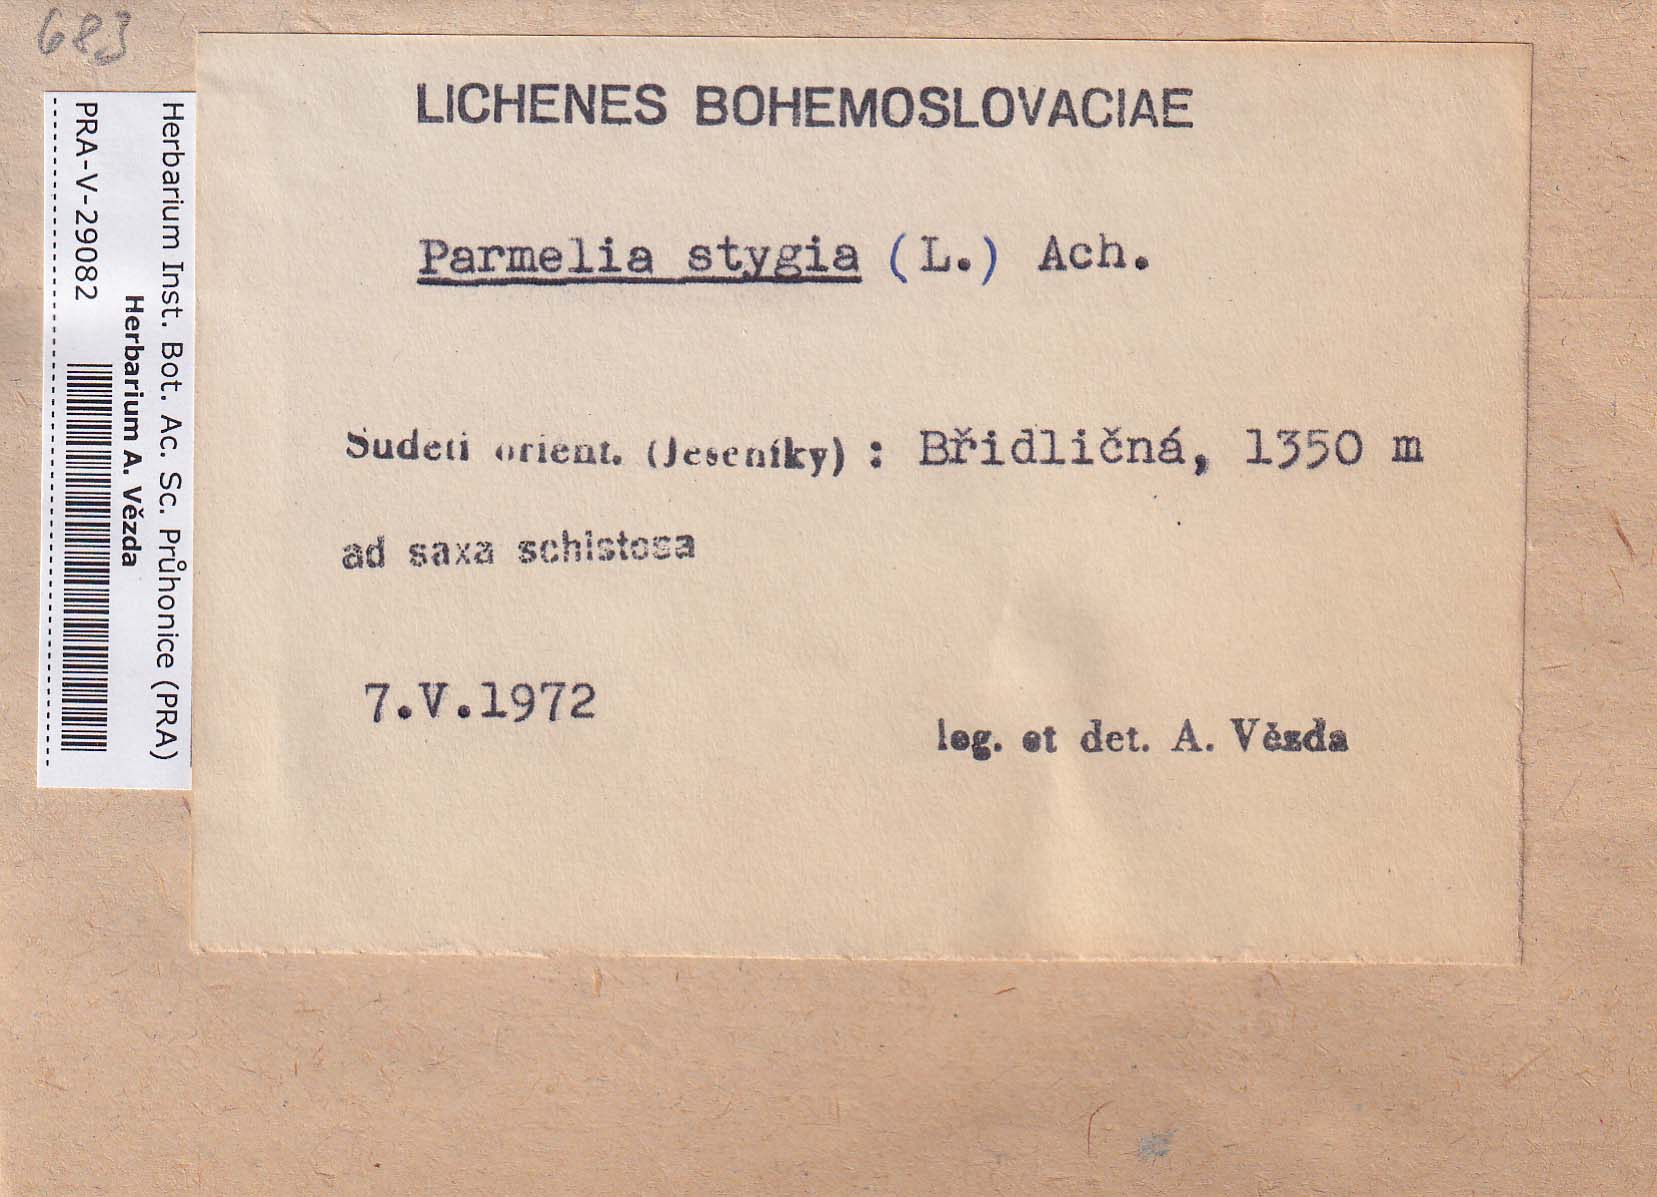 683
Herbarium Inst. Bot. Ac. Sc. Průhonice (PRA)
Herbarium A. Vězda
PRA-V-29082
LICHENES BOHEMOSLOVACIAE
Parmelia stygia (L.) Ach.
Sudeti orient. (Jeseníky) : Břidličná, 1350 m
ad saxa schistosa
7.V.1972
leg. et det. A. Vězda